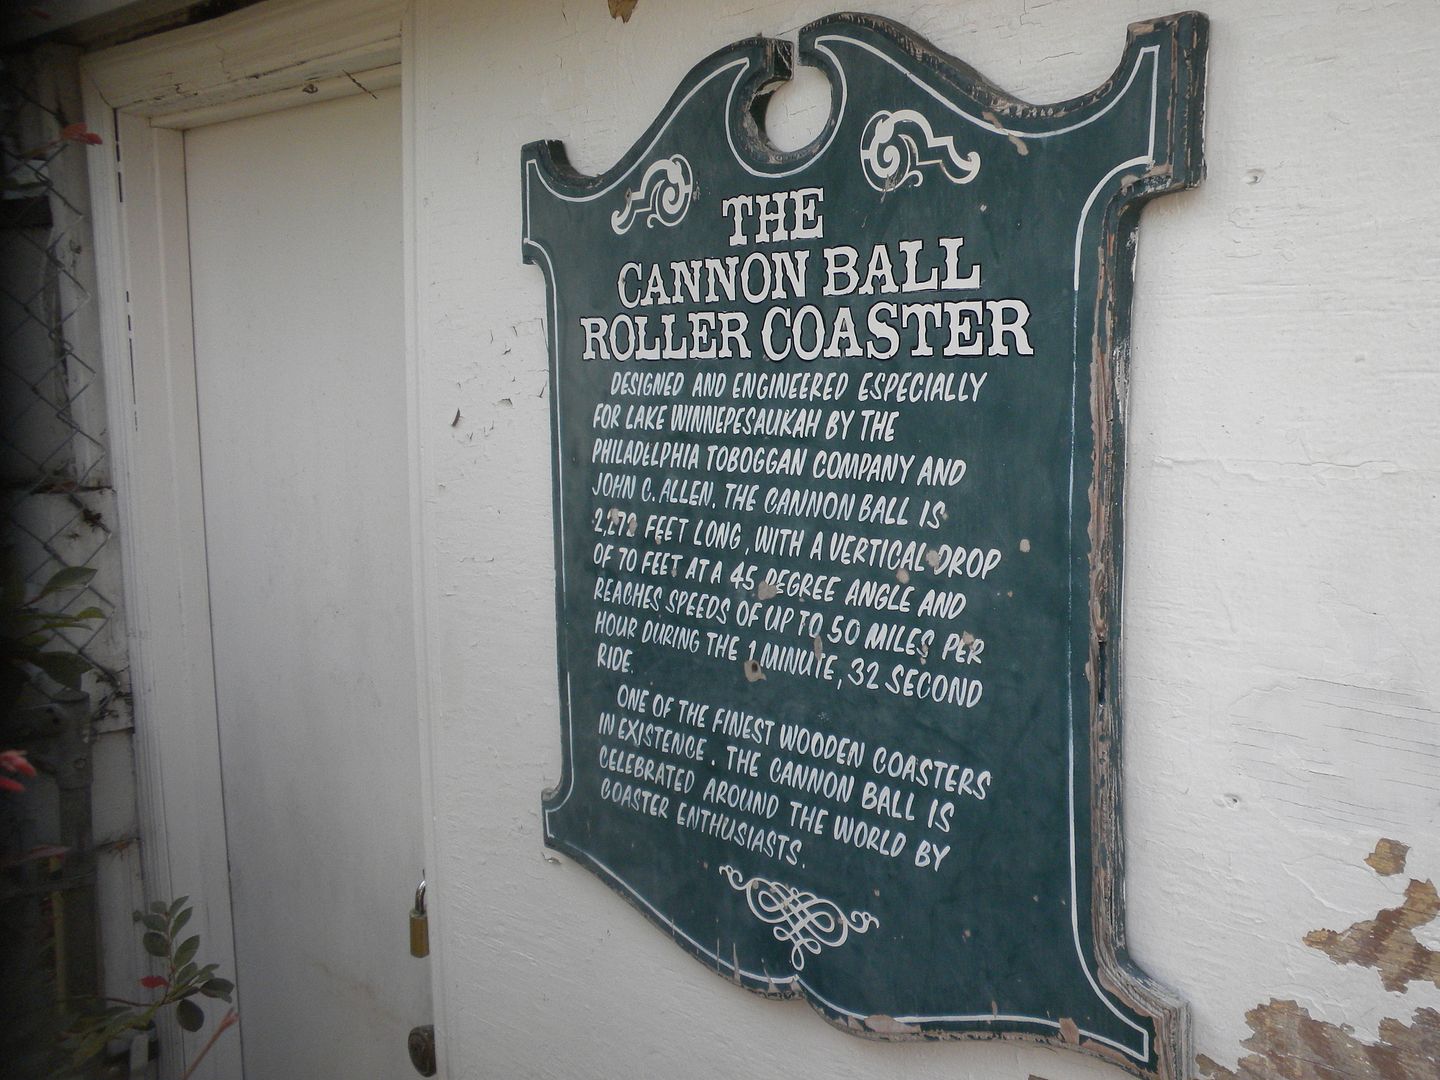 THE
CANNON BALL
ROLLER COASTER
DESIGNED AND ENGINEERED ESPECIALLY
FOR LAKE WINNEPESAUKAH BY THE
PHILADELPHIA TOBOGGAN COMPANY AND
JOHN C. ALLEN. THE CANNON BALL IS
2,272 FEET LONG, WITH A VERTICAL DROP
OF 70 FEET AT A 45 DEGREE ANGLE AND
REACHES SPEEDS OF UP TO 50 MILES PER
HOUR DURING THE 1 MINUTE, 32 SECOND
RIDE.
ONE OF THE FINEST WOODEN COASTERS
IN EXISTENCE. THE CANNON BALL IS
CELEBRATED AROUND THE WORLD BY
COASTER ENTHUSIASTS.